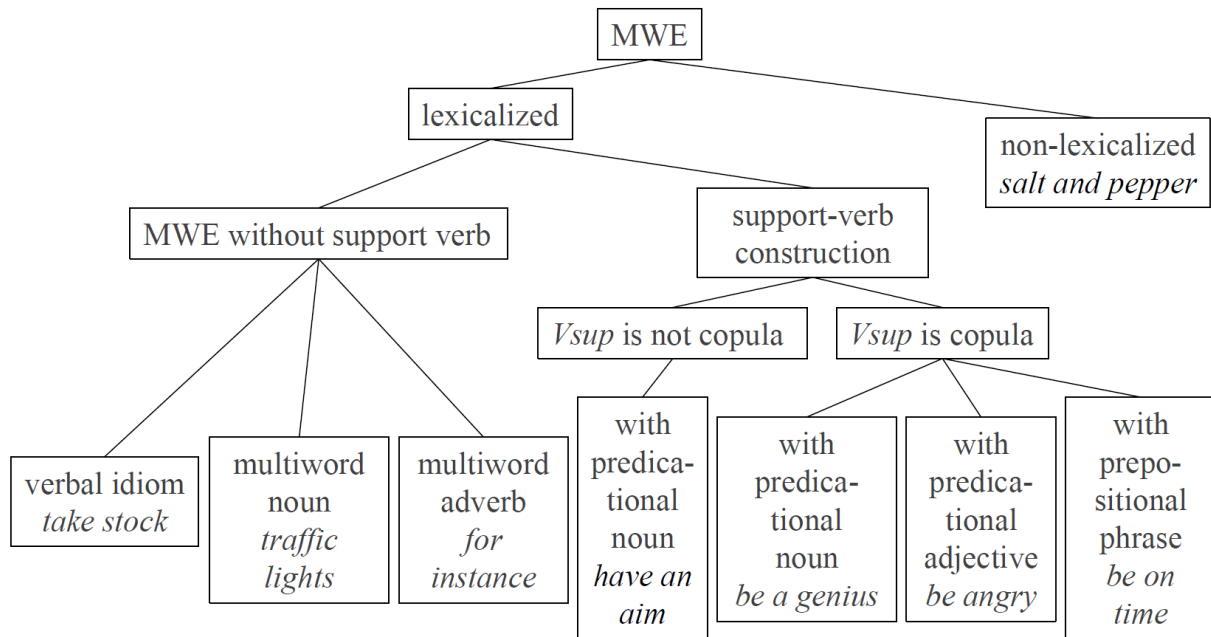 MWE
lexicalized
non-lexicalized
salt and pepper
MWE without support verb
support-verb
construction
Vsup is not copula
Vsup is copula
verbal idiom
take stock
multiword
noun
traffic
lights
multiword
adverb
for
instance
with
predica-
tional
noun
have an
aim
with
predica-
tional
noun
be a genius
with
predica-
tional
adjective
be angry
with
prepo-
sitional
phrase
be on
time